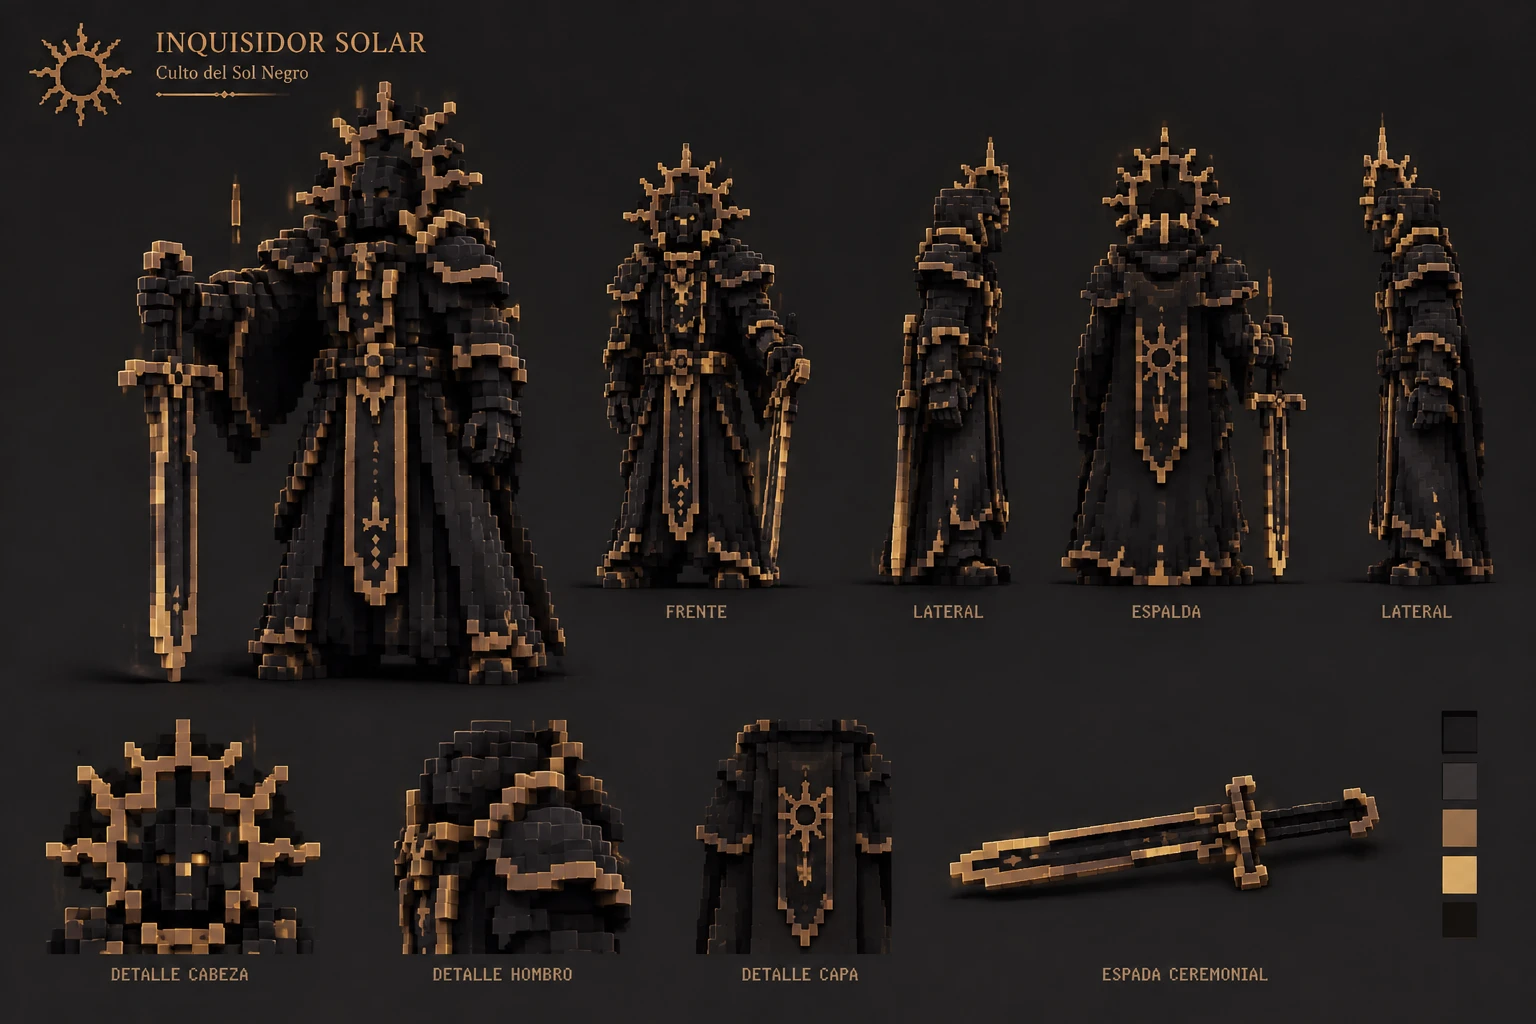 INQUISIDOR SOLAR
Culto del Sol Negro
FRENTE
LATERAL
ESPALDA
LATERAL
DETALLE CABEZA
DETALLE HOMBRO
DETALLE CAPA
ESPADA CEREMONIAL